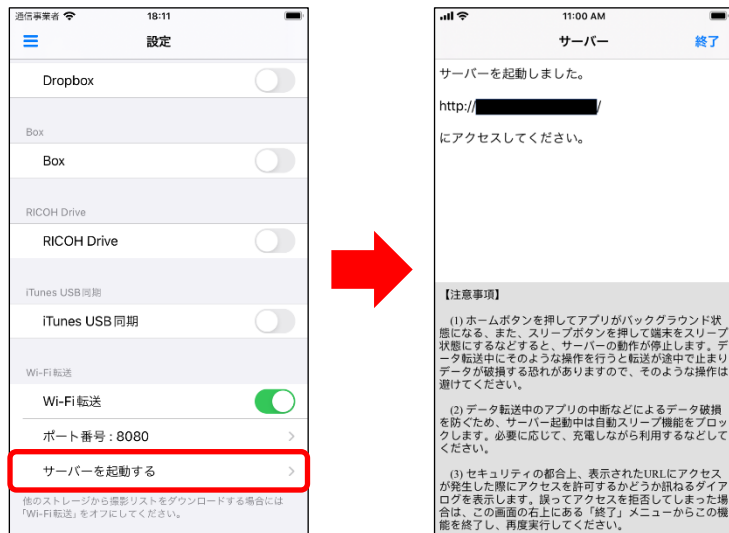 通信事業者 18:11
設定
Dropbox
Box
Box
RICOH Drive
RICOH Drive
iTunes USB同期
iTunes USB同期
Wi-Fi転送
Wi-Fi転送
ポート番号 : 8080
サーバーを起動する
他のストレージから撮影リストをダウンロードする場合には
「Wi-Fi転送」をオフにしてください。
11:00 AM
サーバー 終了
サーバーを起動しました。
http:// /
にアクセスしてください。
【注意事項】
(1) ホームボタンを押してアプリがバックグラウンド状
態になる、また、スリープボタンを押して端末をスリープ
状態にするなどすると、サーバーの動作が停止します。デ
ータ転送中にそのような操作を行うと転送が途中で止まり
データが破損する恐れがありますので、そのような操作は
避けてください。
(2) データ転送中のアプリの中断などによるデータ破損
を防ぐため、サーバー起動中は自動スリープ機能をブロッ
クします。必要に応じて、充電しながら利用するなどして
ください。
(3) セキュリティの都合上、表示されたURLにアクセス
が発生した際にアクセスを許可するかどうか訊ねるダイア
ログを表示します。誤ってアクセスを拒否してしまった場
合は、この画面の右上にある「終了」メニューからこの機
能を終了し、再度実行してください。